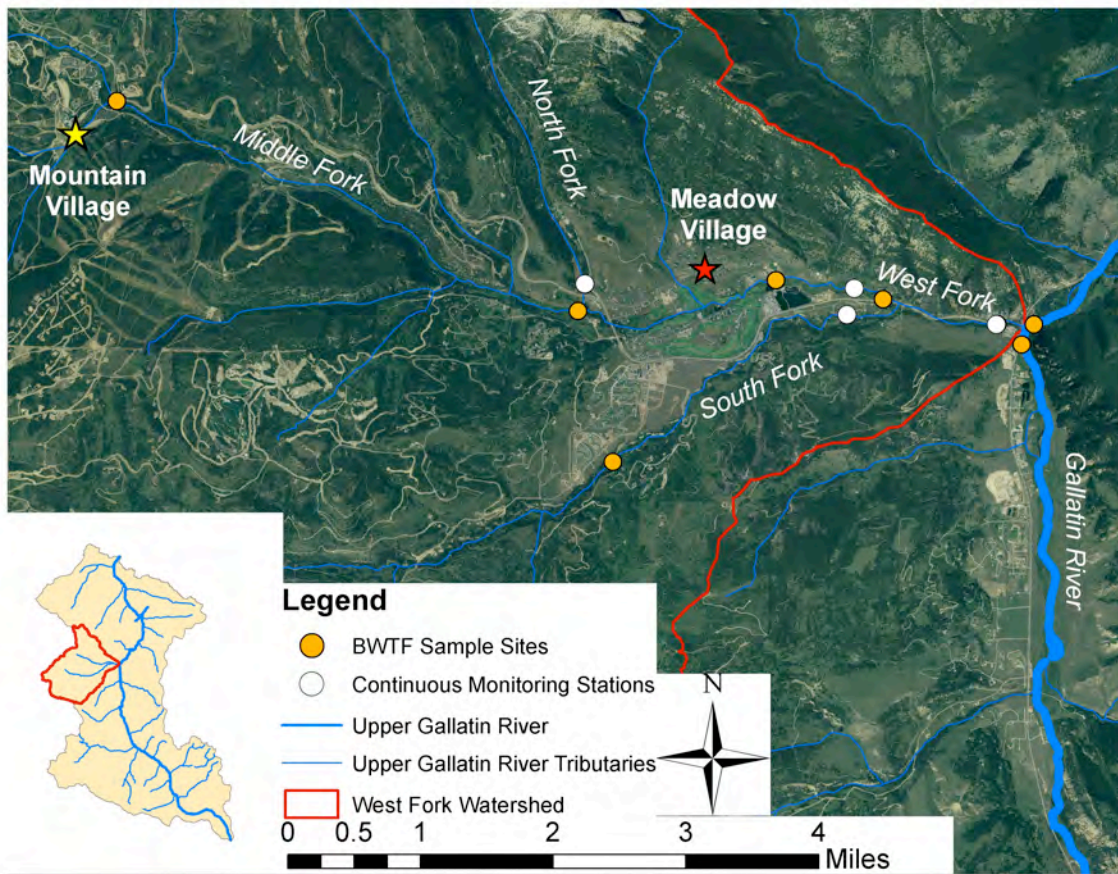 Middle Fork
North Fork
Mountain
Village
Meadow
Village
West Fork
South Fork
Gallatin River
Legend
BWTF Sample Sites
Continuous Monitoring Stations
Upper Gallatin River
Upper Gallatin River Tributaries
West Fork Watershed
N
0 0.5 1 2 3 4
Miles